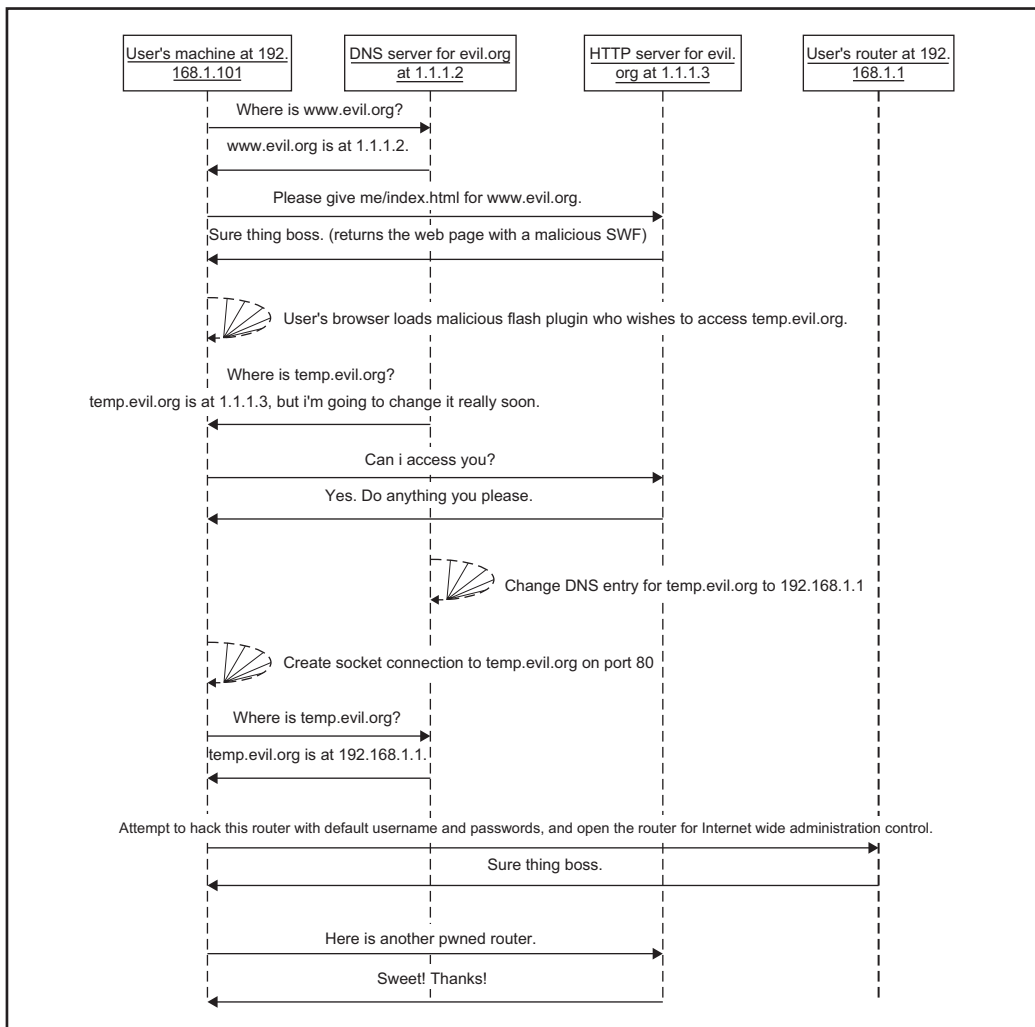 User's machine at 192.
168.1.101
DNS server for evil.org
at 1.1.1.2
HTTP server for evil.
org at 1.1.1.3
User's router at 192.
168.1.1
Where is www.evil.org?
www.evil.org is at 1.1.1.2.
Please give me/index.html for www.evil.org.
Sure thing boss. (returns the web page with a malicious SWF)
User's browser loads malicious flash plugin who wishes to access temp.evil.org.
Where is temp.evil.org?
temp.evil.org is at 1.1.1.3, but i'm going to change it really soon.
Can i access you?
Yes. Do anything you please.
Change DNS entry for temp.evil.org to 192.168.1.1
Create socket connection to temp.evil.org on port 80
Where is temp.evil.org?
temp.evil.org is at 192.168.1.1.
Attempt to hack this router with default username and passwords, and open the router for Internet wide administration control.
Sure thing boss.
Here is another pwned router.
Sweet! Thanks!